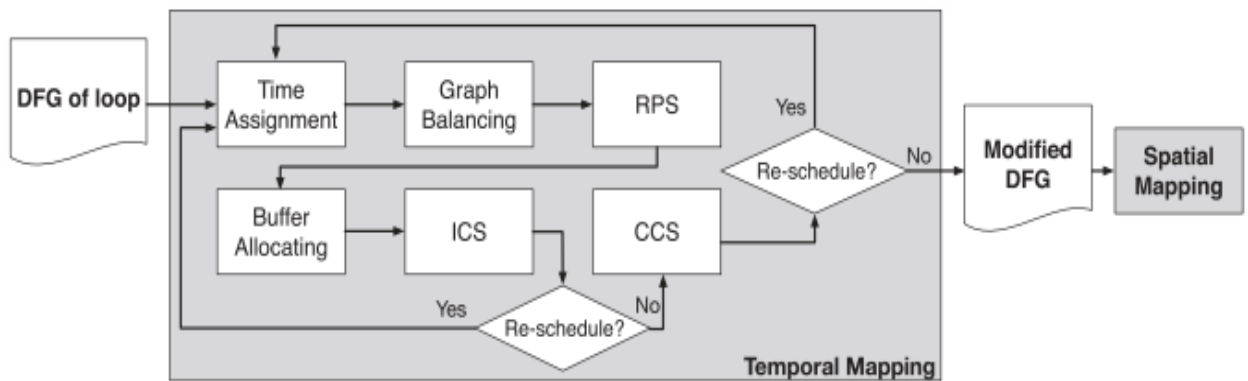 DFG of loop
Time
Assignment
Graph
Balancing
RPS
Yes
Re-schedule?
No
Modified
DFG
Spatial
Mapping
Buffer
Allocating
ICS
CCS
Yes
Re-schedule?
No
Temporal Mapping